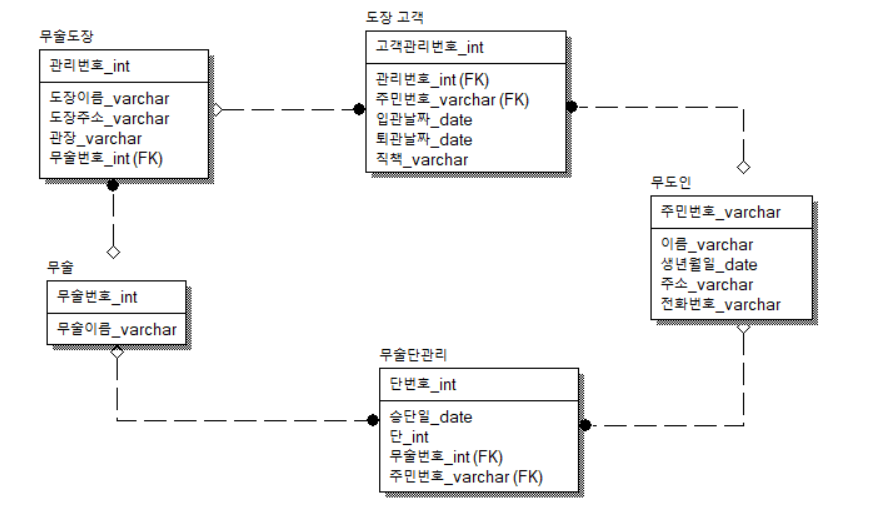 무술도장
관리번호_int
도장이름_varchar
도장주소_varchar
관장_varchar
무술번호_int (FK)
도장 고객
고객관리번호_int
관리번호_int (FK)
주민번호_varchar (FK)
입관날짜_date
퇴관날짜_date
직책_varchar
무도인
주민번호_varchar
이름_varchar
생년월일_date
주소_varchar
전화번호_varchar
무술
무술번호_int
무술이름_varchar
무술단관리
단번호_int
승단일_date
단_int
무술번호_int (FK)
주민번호_varchar (FK)